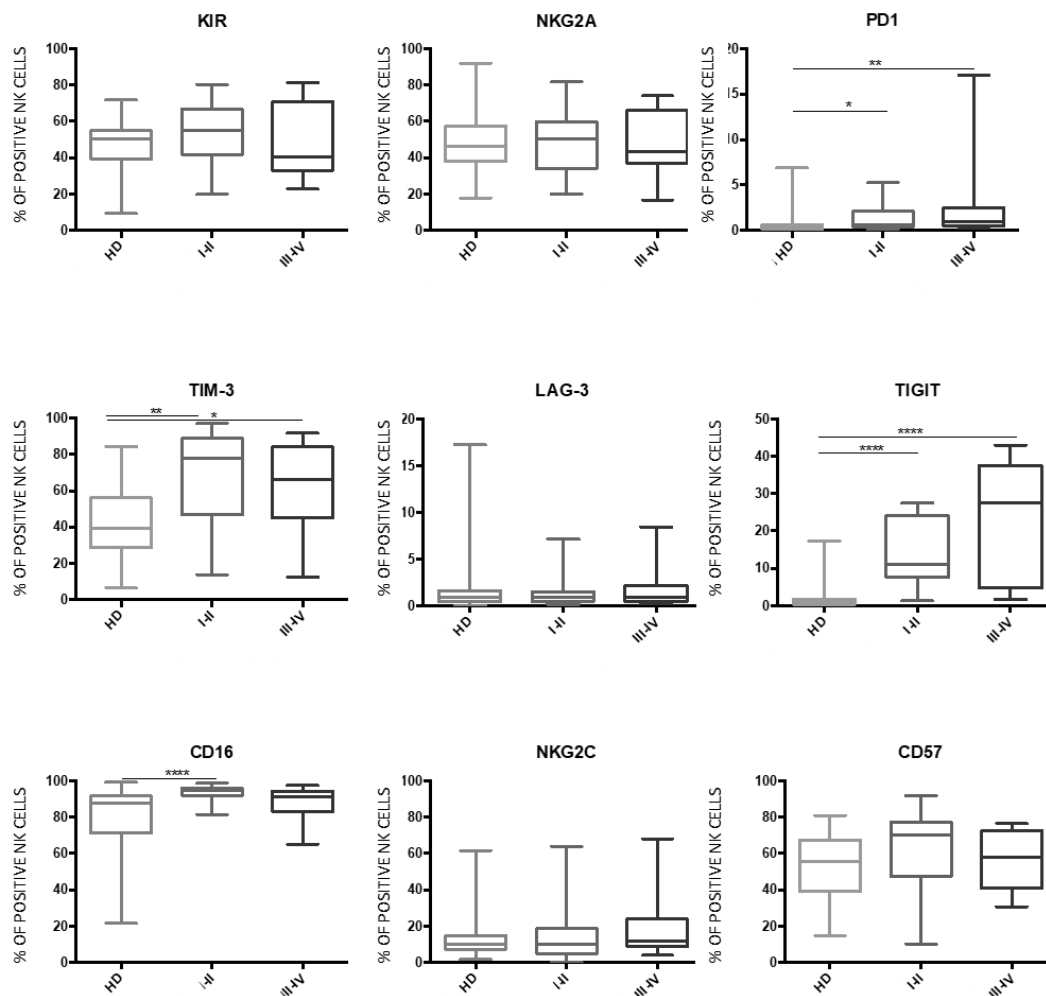 KIR
% OF POSITIVE NK CELLS
100
80
60
40
20
0
HD
I-II
III-IV
NKG2A
% OF POSITIVE NK CELLS
100
80
60
40
20
0
HD
I-II
III-IV
PD1
% OF POSITIVE NK CELLS
20
15
10
5
0
**
*
HD
I-II
III-IV
TIM-3
% OF POSITIVE NK CELLS
100
80
60
40
20
0
**
*
HD
I-II
III-IV
LAG-3
% OF POSITIVE NK CELLS
20
15
10
5
0
HD
I-II
III-IV
TIGIT
% OF POSITIVE NK CELLS
50
40
30
20
10
0
****
****
HD
I-II
III-IV
CD16
% OF POSITIVE NK CELLS
100
80
60
40
20
0
****
HD
I-II
III-IV
NKG2C
% OF POSITIVE NK CELLS
100
80
60
40
20
0
HD
I-II
III-IV
CD57
% OF POSITIVE NK CELLS
100
80
60
40
20
0
HD
I-II
III-IV